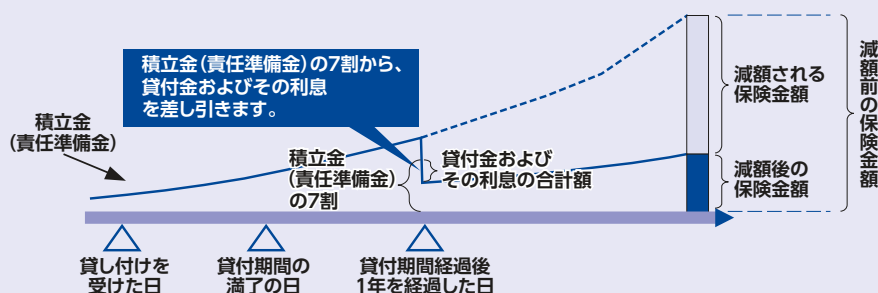 積立金(責任準備金)の7割から、
貸付金およびその利息
を差し引きます。
積立金
(責任準備金)
積立金
(責任準備金)
の7割
貸付金および
その利息の合計額
減額される
保険金額
減額後の
保険金額
減額前の保険金額
貸し付けを
受けた日
貸付期間の
満了の日
貸付期間経過後
1年を経過した日